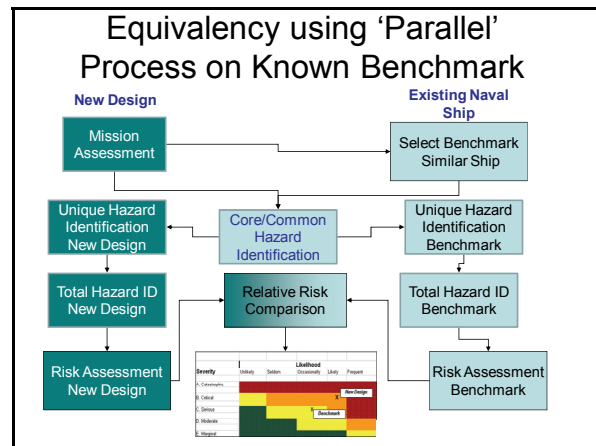 Equivalency using ‘Parallel’
Process on Known Benchmark
New Design
Existing Naval
Ship
Mission
Assessment
Select Benchmark
Similar Ship
Unique Hazard
Identification
New Design
Core/Common
Hazard
Identification
Unique Hazard
Identification
Benchmark
Total Hazard ID
New Design
Relative Risk
Comparison
Total Hazard ID
Benchmark
Risk Assessment
New Design
Risk Assessment
Benchmark
Likelihood
Severity Unlikely Seldom Occasionally Likely Frequent
A. Catastrophic
B. Critical X New Design
C. Serious Benchmark
D. Moderate
E. Marginal